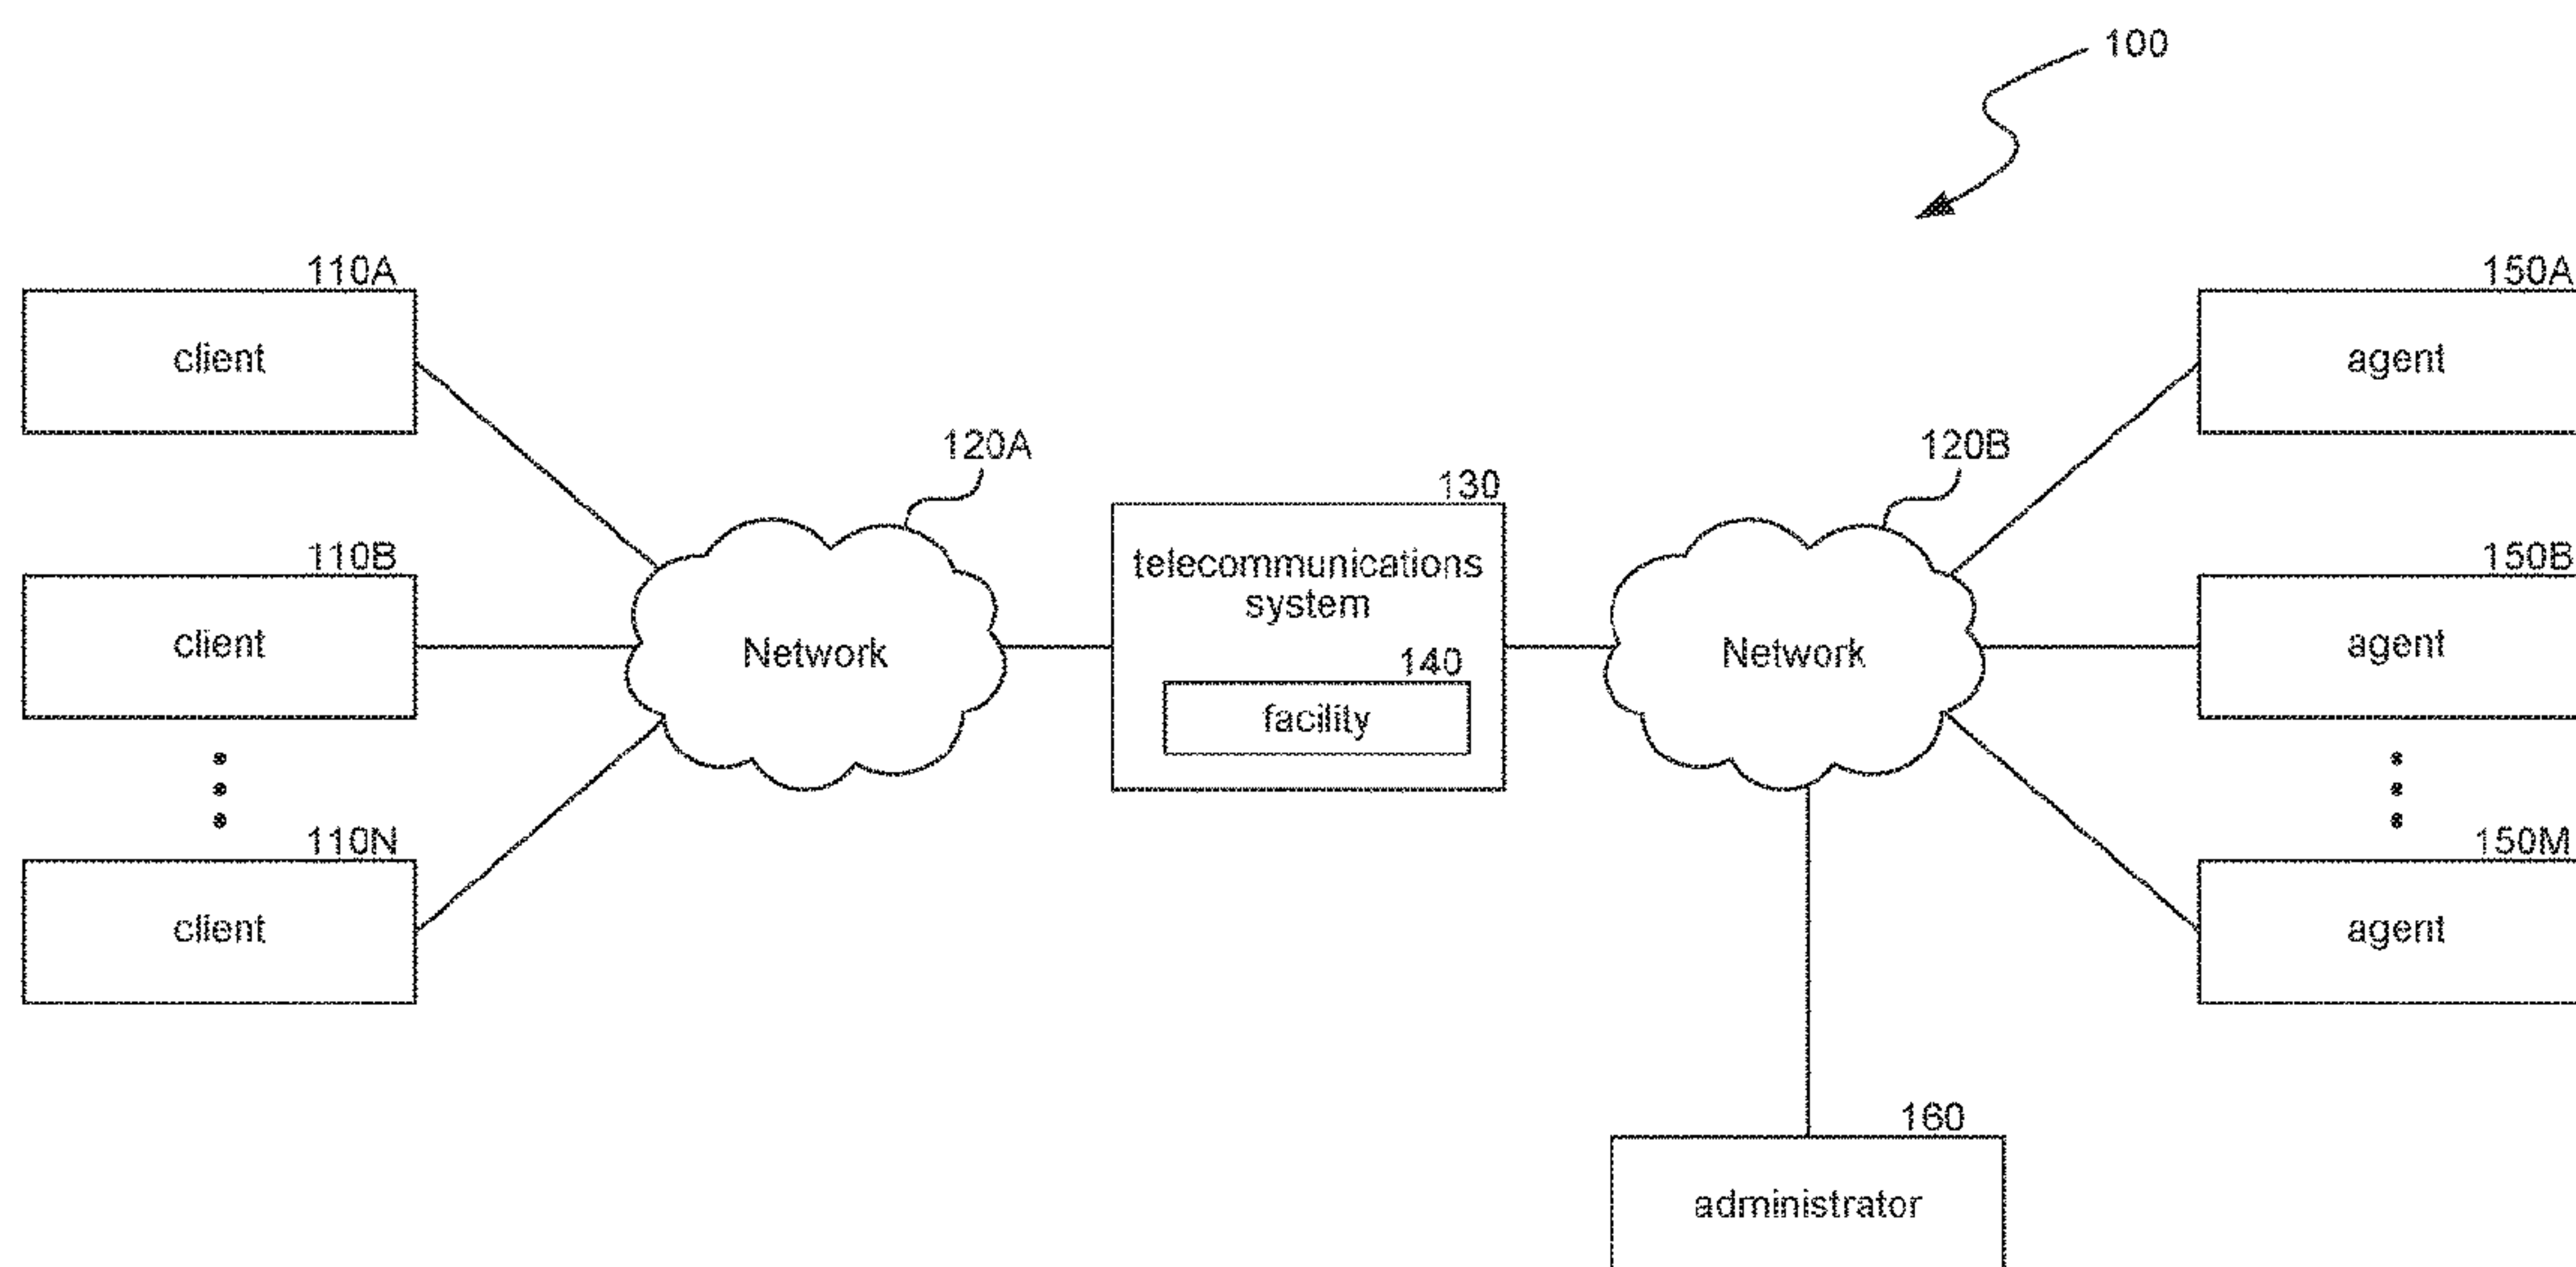 100
110A
client
150A
agent
120A
120B
130
telecommunications
system
110B
client
Network
140
facility
Network
150B
agent
110N
client
150M
agent
160
administrator